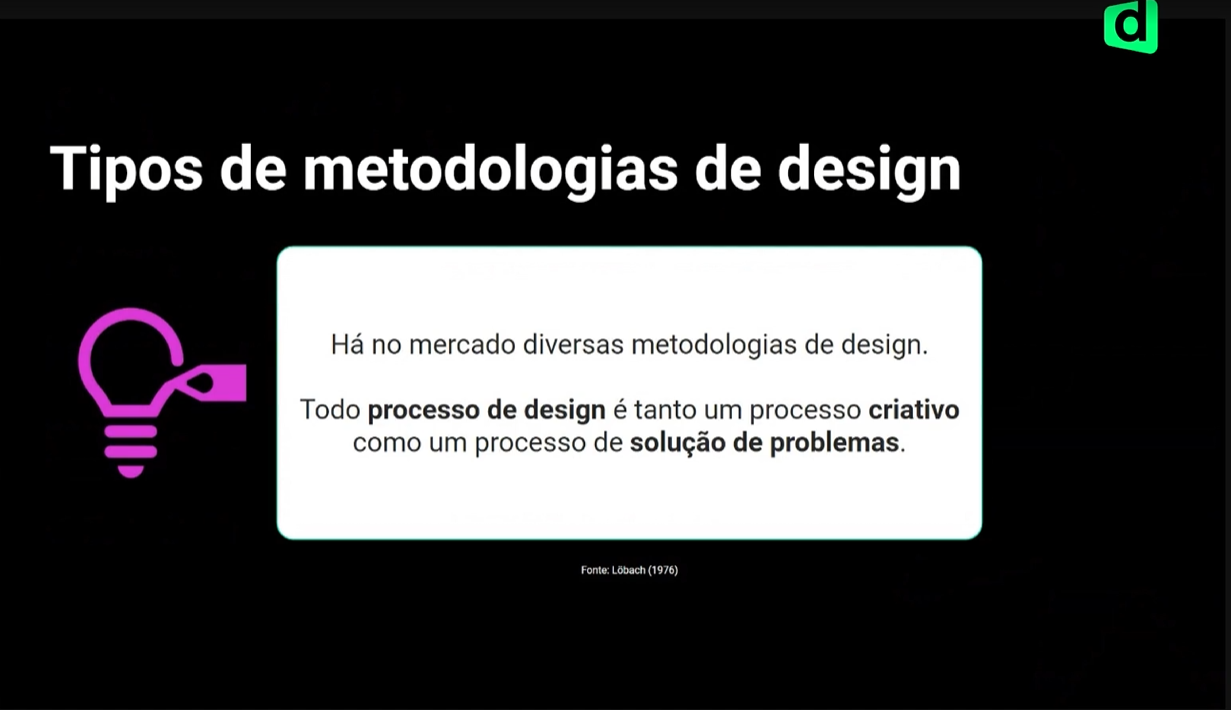 d
Tipos de metodologias de design
Há no mercado diversas metodologias de design.
Todo processo de design é tanto um processo criativo
como um processo de solução de problemas.
Fonte: Löbach (1976)